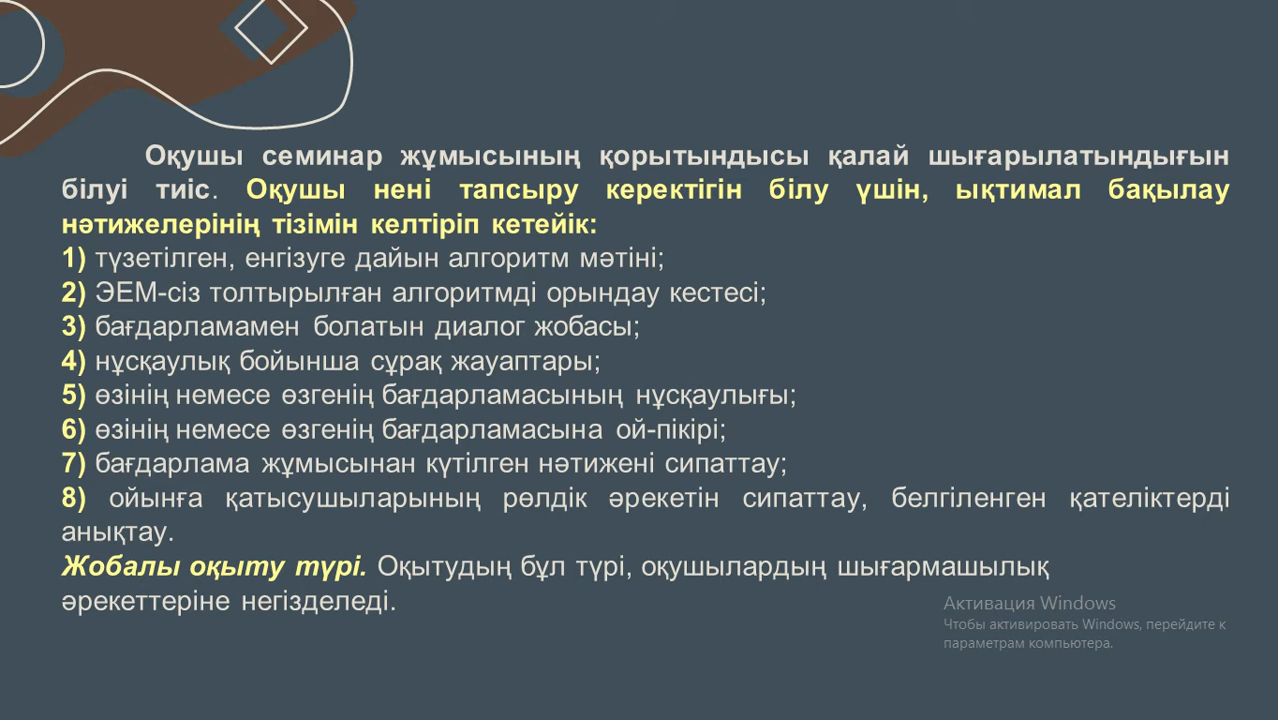 Оқушы семинар жұмысының қорытындысы қалай шығарылатындығын
білуі тиіс. Оқушы нені тапсыру керектігін білу үшін, ықтимал бақылау
нәтижелерінің тізімін келтіріп кетейік:
1) түзетілген, енгізуге дайын алгоритм мәтіні;
2) ЭЕМ-сіз толтырылған алгоритмді орындау кестесі;
3) бағдарламамен болатын диалог жобасы;
4) нұсқаулық бойынша сұрақ жауаптары;
5) өзінің немесе өзгенің бағдарламасының нұсқаулығы;
6) өзінің немесе өзгенің бағдарламасына ой-пікірі;
7) бағдарлама жұмысынан күтілген нәтижені сипаттау;
8) ойынға қатысушыларының рөлдік әрекетін сипаттау, белгіленген қателіктерді
анықтау.
Жобалы оқыту түрі. Оқытудың бұл түрі, оқушылардың шығармашылық
әрекеттеріне негізделеді.
Активация Windows
Чтобы активировать Windows, перейдите к
параметрам компьютера.